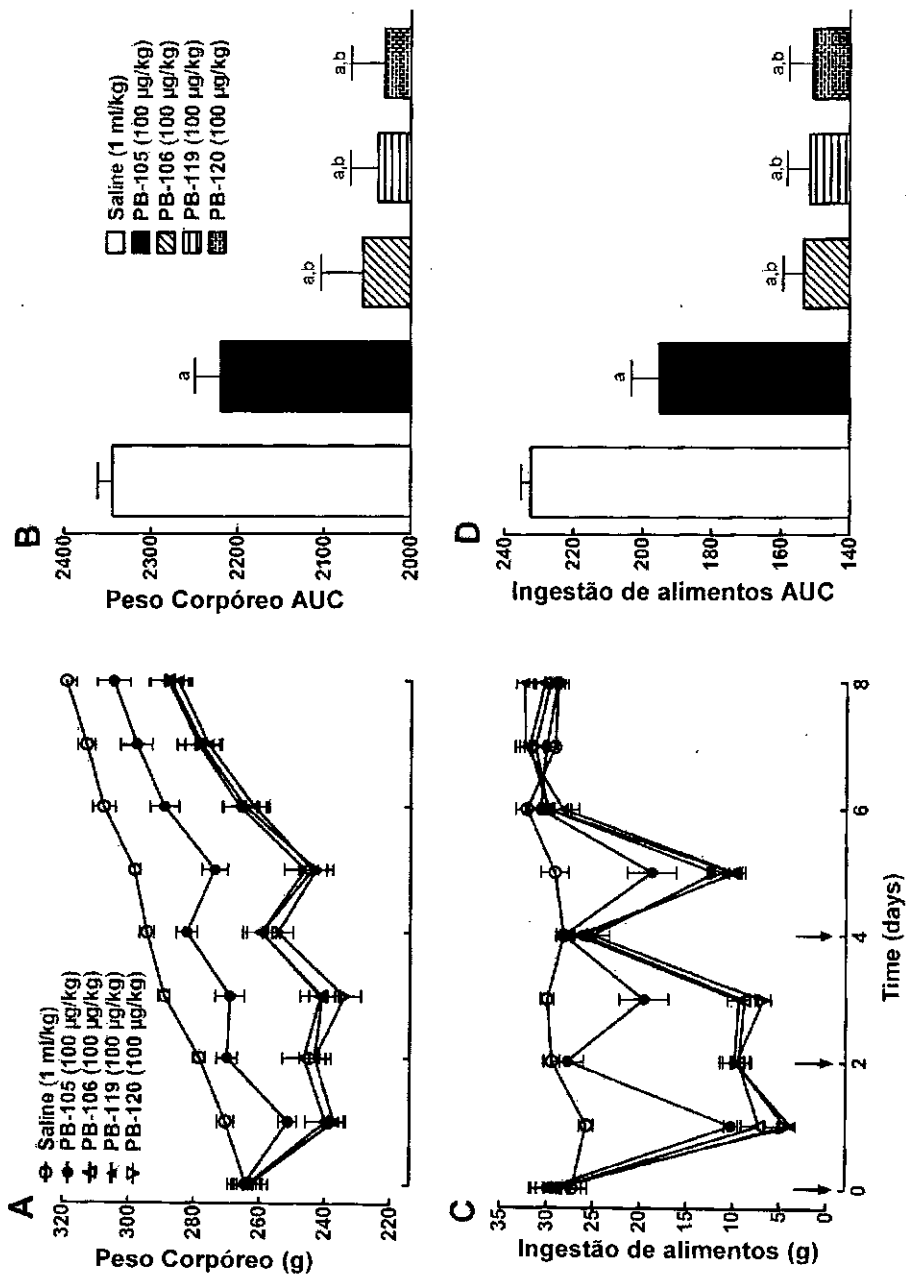 A
Peso Corpóreo (g)
320
300
280
260
240
220
Saline (1 ml/kg)
PB-105 (100 µg/kg)
PB-106 (100 µg/kg)
PB-119 (100 µg/kg)
PB-120 (100 µg/kg)
B
Peso Corpóreo AUC
2400
2300
2200
2100
2000
a
a,b
a,b
a,b
Saline (1 ml/kg)
PB-105 (100 µg/kg)
PB-106 (100 µg/kg)
PB-119 (100 µg/kg)
PB-120 (100 µg/kg)
C
Ingestão de alimentos (g)
35
30
25
20
15
10
5
0
0
2
4
6
8
Time (days)
D
Ingestão de alimentos AUC
240
220
200
180
160
140
a
a,b
a,b
a,b